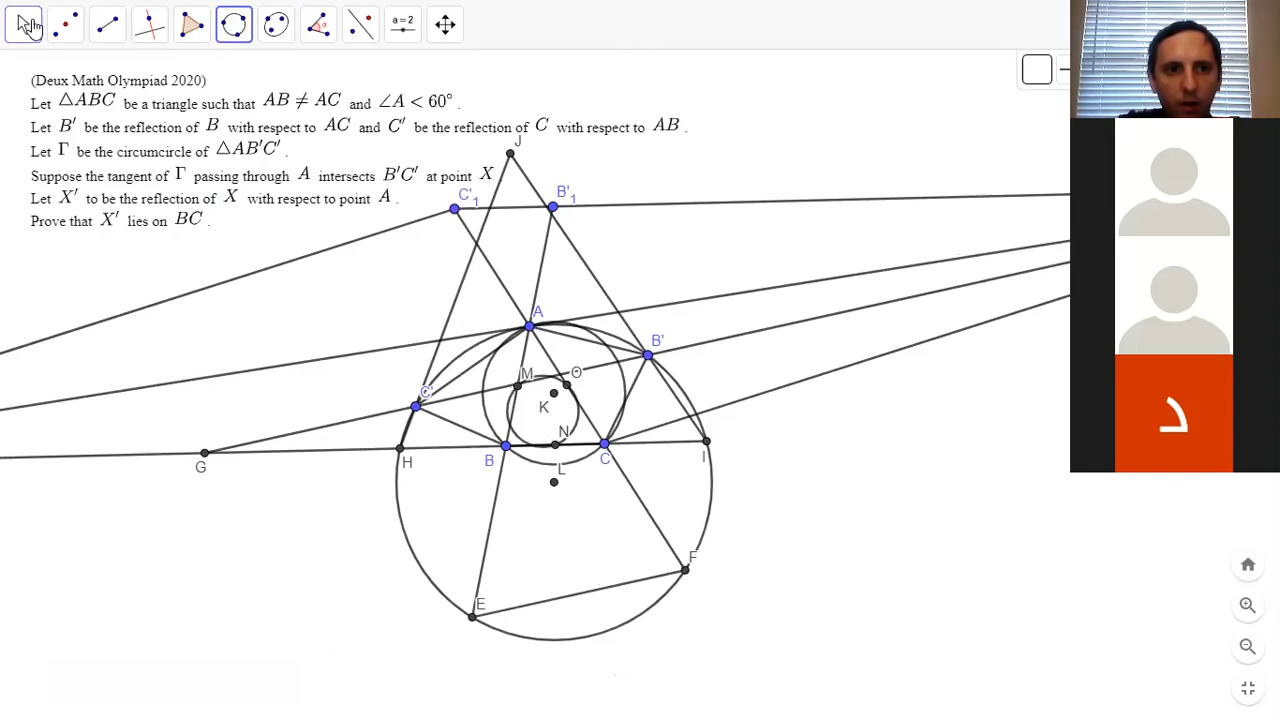 a=2
(Deux Math Olympiad 2020)
Let △ABC be a triangle such that AB ≠ AC and ∠A < 60° .
Let B′ be the reflection of B with respect to AC and C′ be the reflection of C with respect to AB .
Let Γ be the circumcircle of △AB′C′ .
Suppose the tangent of Γ passing through A intersects B′C′ at point X .
Let X′ to be the reflection of X with respect to point A .
Prove that X′ lies on BC .
J
C'₁
B'₁
A
B'
M
O
C'
K
N
G
H
B
C
I
L
F
E
ד